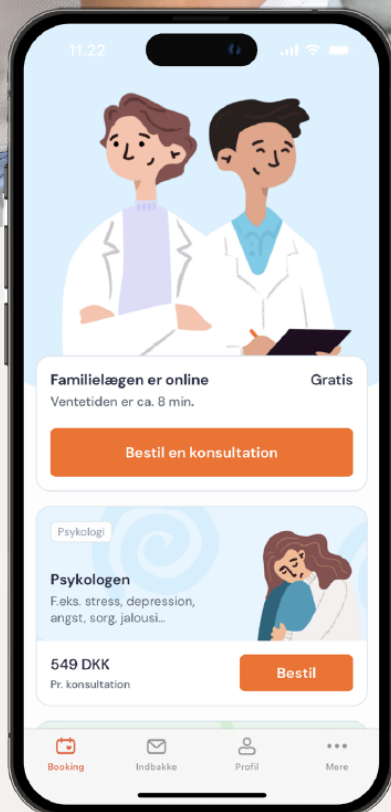 11.22
Familielægen er online
Gratis
Ventetiden er ca. 8 min.
Bestil en konsultation
Psykologi
Psykologen
F.eks. stress, depression,
angst, sorg, jalousi...
549 DKK
Pr. konsultation
Bestil
Booking
Indbakke
Profil
Mere